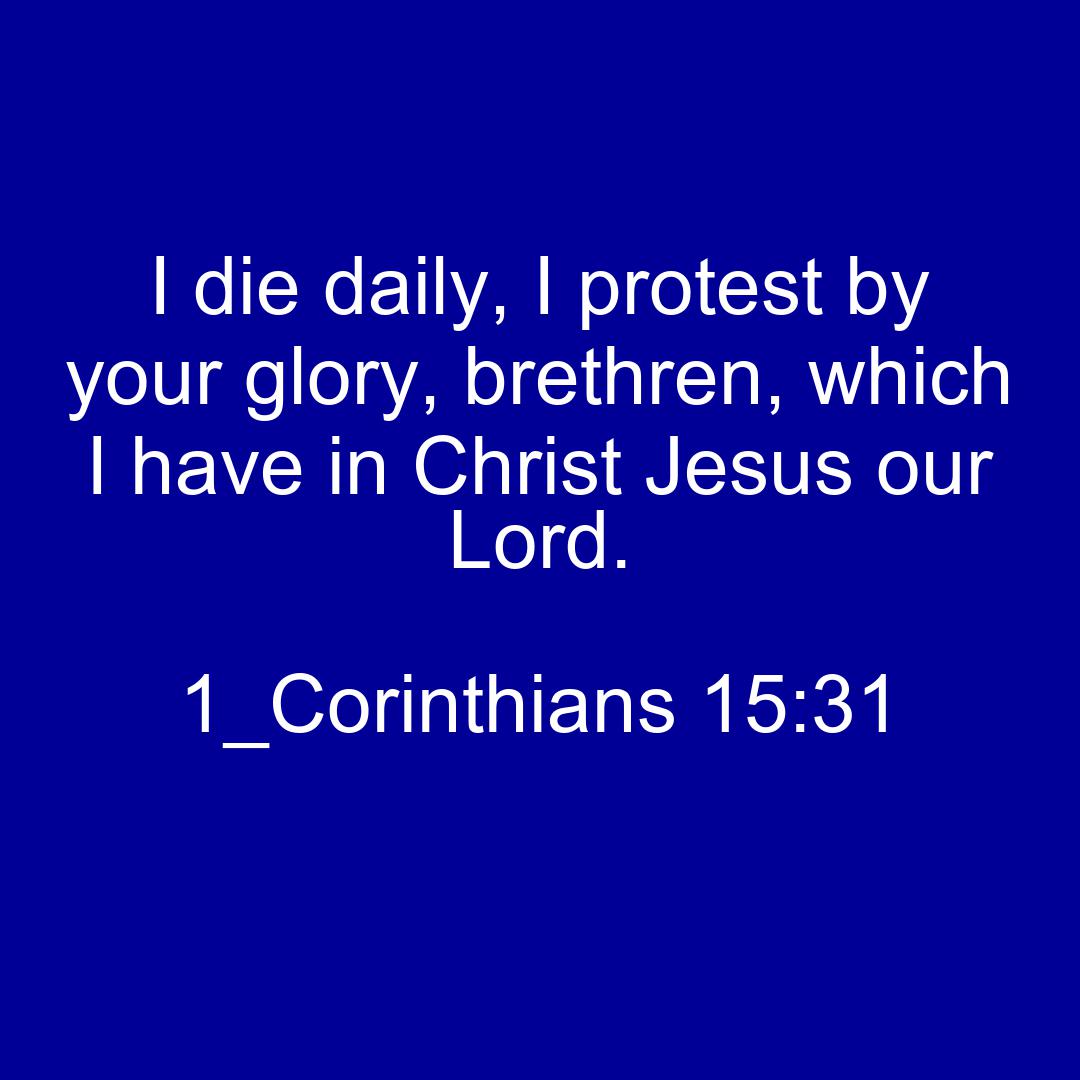 I die daily, I protest by
your glory, brethren, which
I have in Christ Jesus our
Lord.
1_Corinthians 15:31